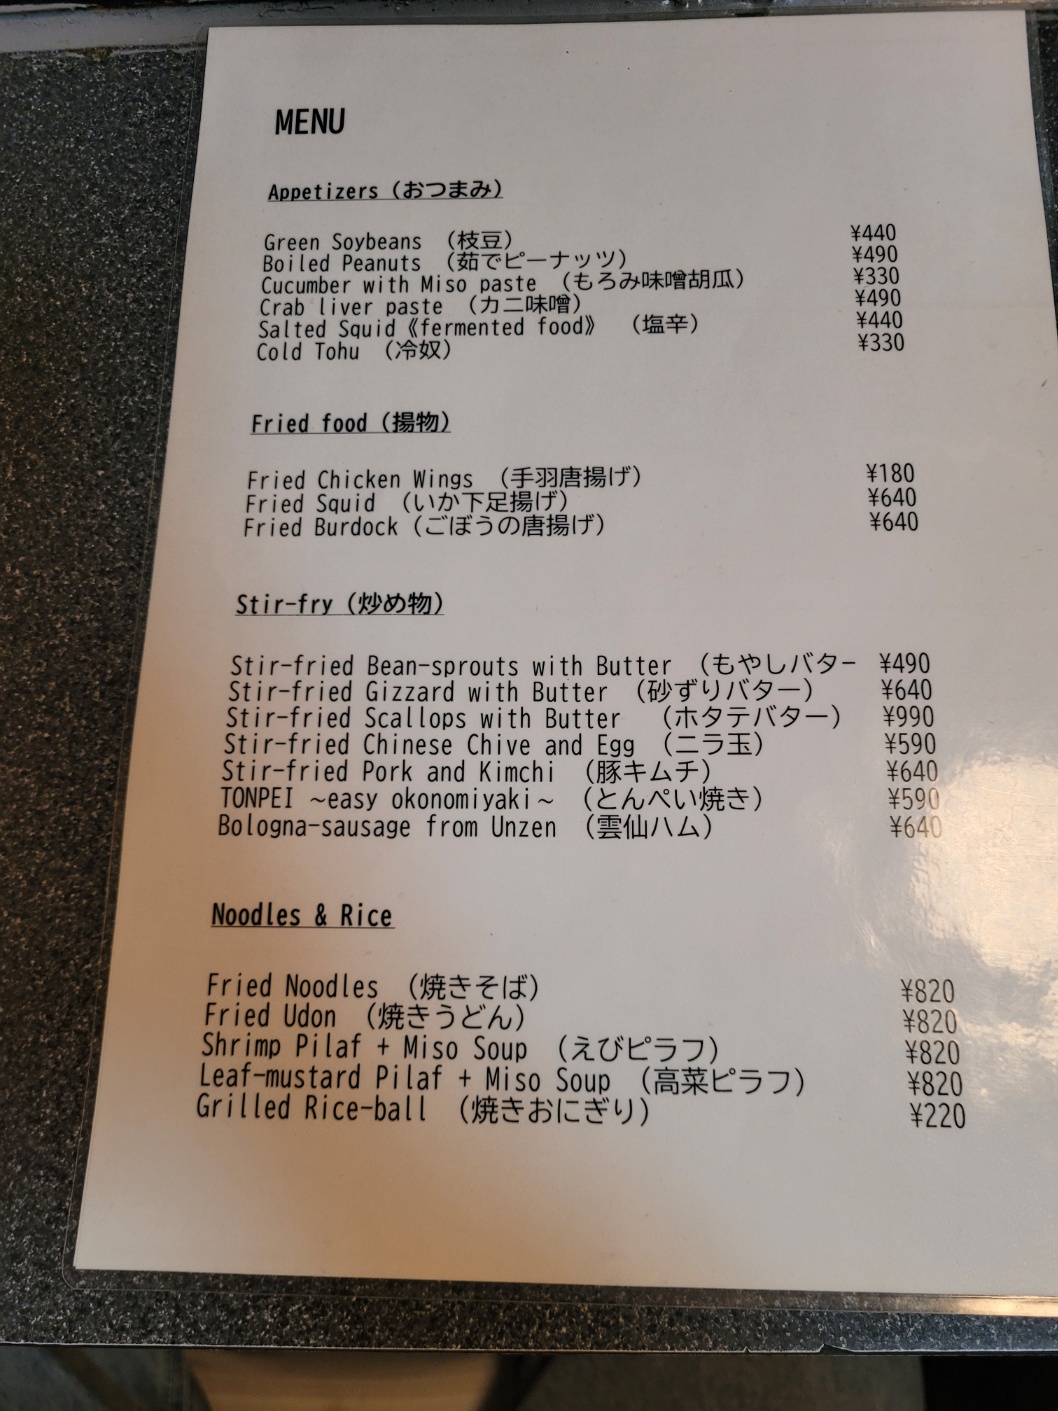 MENU
Appetizers (おつまみ)
Green Soybeans (枝豆) ¥440
Boiled Peanuts (茹でピーナッツ) ¥490
Cucumber with Miso paste (もろみ味噌胡瓜) ¥330
Crab liver paste (カニ味噌) ¥490
Salted Squid《fermented food》 (塩辛) ¥440
Cold Tohu (冷奴) ¥330
Fried food (揚物)
Fried Chicken Wings (手羽唐揚げ) ¥180
Fried Squid (いか下足揚げ) ¥640
Fried Burdock (ごぼうの唐揚げ) ¥640
Stir-fry (炒め物)
Stir-fried Bean-sprouts with Butter (もやしバター ¥490
Stir-fried Gizzard with Butter (砂ずりバター) ¥640
Stir-fried Scallops with Butter (ホタテバター) ¥990
Stir-fried Chinese Chive and Egg (ニラ玉) ¥590
Stir-fried Pork and Kimchi (豚キムチ) ¥640
TONPEI ~easy okonomiyaki~ (とんぺい焼き) ¥590
Bologna-sausage from Unzen (雲仙ハム) ¥640
Noodles & Rice
Fried Noodles (焼きそば) ¥820
Fried Udon (焼きうどん) ¥820
Shrimp Pilaf + Miso Soup (えびピラフ) ¥820
Leaf-mustard Pilaf + Miso Soup (高菜ピラフ) ¥820
Grilled Rice-ball (焼きおにぎり) ¥220